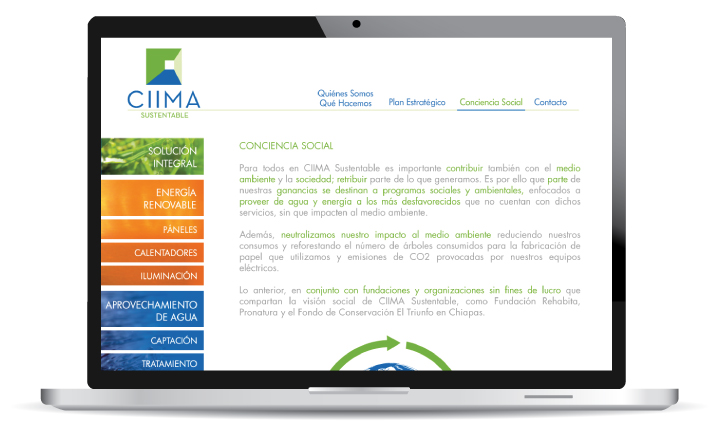 CIIMA
SUSTENTABLE
Quiénes Somos
Qué Hacemos
Plan Estratégico
Conciencia Social
Contacto
SOLUCIÓN
INTEGRAL
ENERGÍA
RENOVABLE
PÁNELES
CALENTADORES
ILUMINACIÓN
APROVECHAMIENTO
DE AGUA
CAPTACIÓN
TRATAMIENTO
CONCIENCIA SOCIAL
Para todos en CIIMA Sustentable es importante contribuir también con el medio
ambiente y la sociedad; retribuir parte de lo que generamos. Es por ello que parte de
nuestras ganancias se destinan a programas sociales y ambientales, enfocados a
proveer de agua y energía a los más desfavorecidos que no cuentan con dichos
servicios, sin que impacten al medio ambiente.
Además, neutralizamos nuestro impacto al medio ambiente reduciendo nuestros
consumos y reforestando el número de árboles consumidos para la fabricación de
papel que utilizamos y emisiones de CO2 provocadas por nuestros equipos
eléctricos.
Lo anterior, en conjunto con fundaciones y organizaciones sin fines de lucro que
compartan la visión social de CIIMA Sustentable, como Fundación Rehabita,
Pronatura y el Fondo de Conservación El Triunfo en Chiapas.